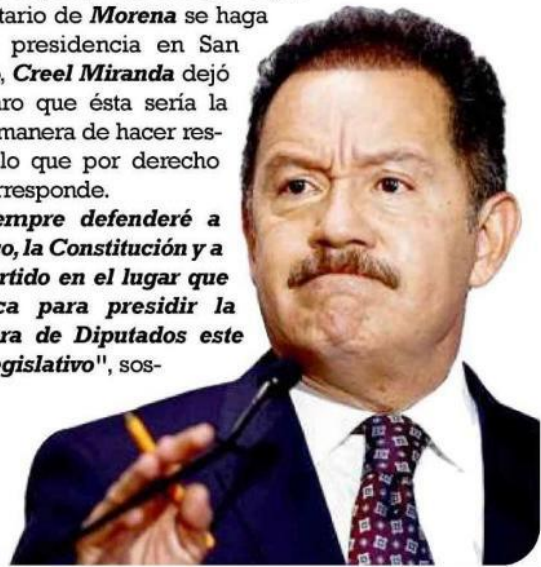 tario de Morena se haga
presidencia en San
, Creel Miranda dejó
aro que ésta sería la
manera de hacer res-
lo que por derecho
rresponde.
empre defenderé a
o, la Constitución y a
rtido en el lugar que
ca para presidir la
ra de Diputados este
gislativo", sos-